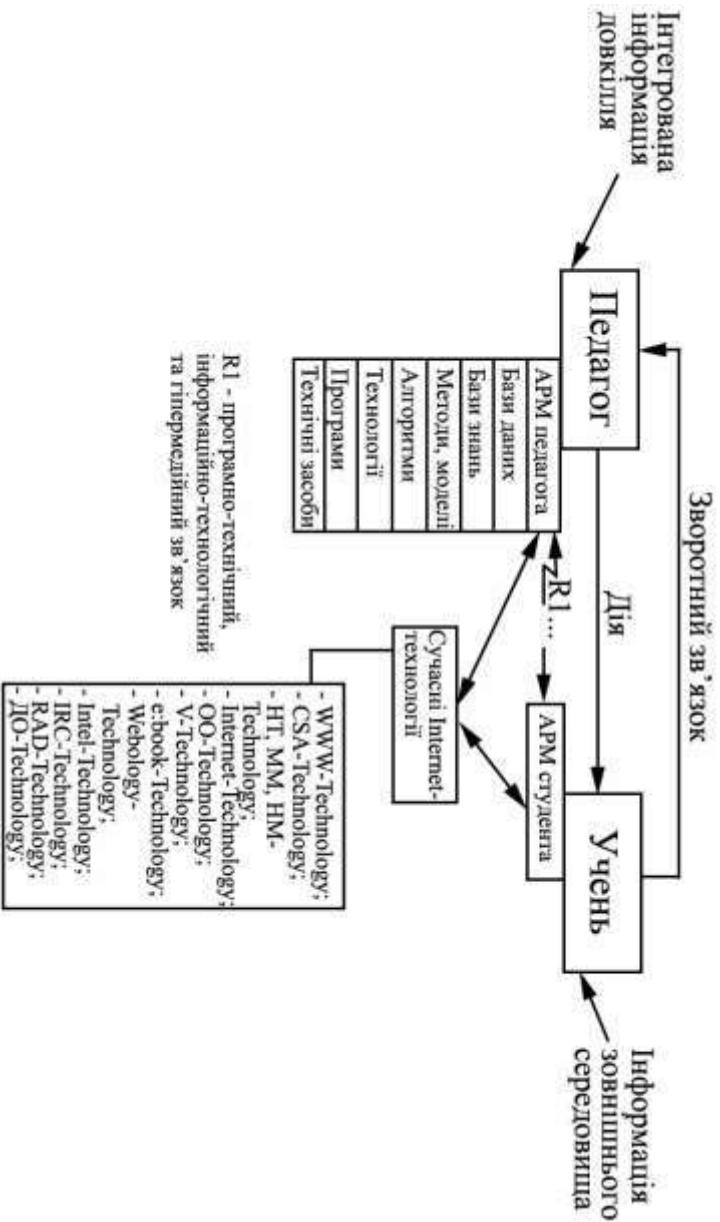 Зворотний зв’язок
Інтегрована
інформація
довкілля
Педагог
Дія
Учень
Інформація
зовнішнього
середовища
АРМ педагога
Бази даних
Бази знань
Методи, моделі
Алгоритми
Технології
Програми
Технічні засоби
R1...
АРМ студента
Сучасні Internet-
технології
R1 - програмно-технічний,
інформаційно-технологічний
та гіпермедійний зв’язок
- WWW-Technology;
- CSA-Technology;
- HT, MM, HM-
Technology;
- Internet-Technology;
- OO-Technology;
- V-Technology;
- e:book-Technology;
- Webology-
Technology;
- Intel-Technology;
- IRC-Technology;
- RAD-Technology;
- ДО-Technology;